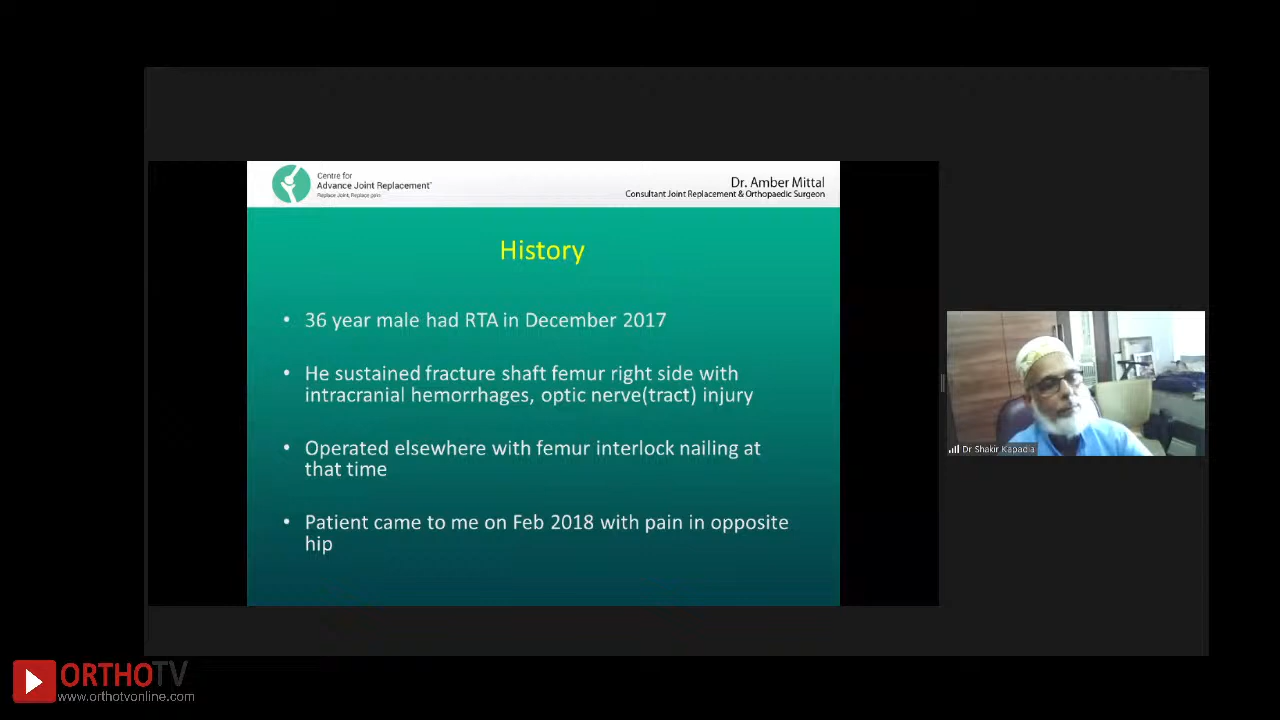 Centre for
Advance Joint Replacement
Replace Joint, Replace pain
Dr. Amber Mittal
Consultant Joint Replacement & Orthopaedic Surgeon
History
• 36 year male had RTA in December 2017
• He sustained fracture shaft femur right side with
intracranial hemorrhages, optic nerve(tract) injury
• Operated elsewhere with femur interlock nailing at
that time
• Patient came to me on Feb 2018 with pain in opposite
hip
Dr Shakir Kapadia
ORTHOTV
www.orthotvonline.com